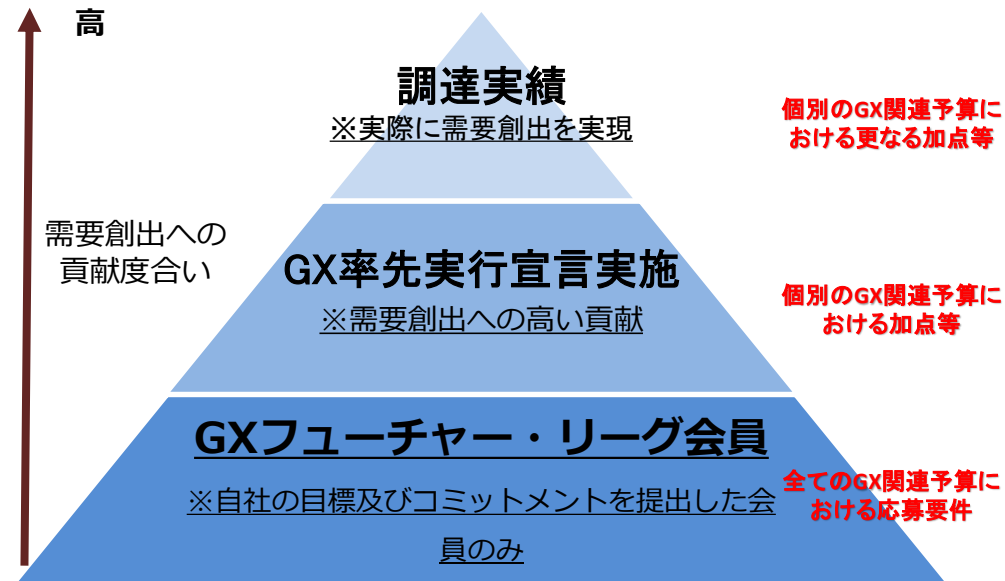 高
調達実績
※実際に需要創出を実現
個別のGX関連予算に
おける更なる加点等
需要創出への
貢献度合い
GX率先実行宣言実施
※需要創出への高い貢献
個別のGX関連予算に
おける加点等
GXフューチャー・リーグ会員
※自社の目標及びコミットメントを提出した会
員のみ
全てのGX関連予算に
おける応募要件